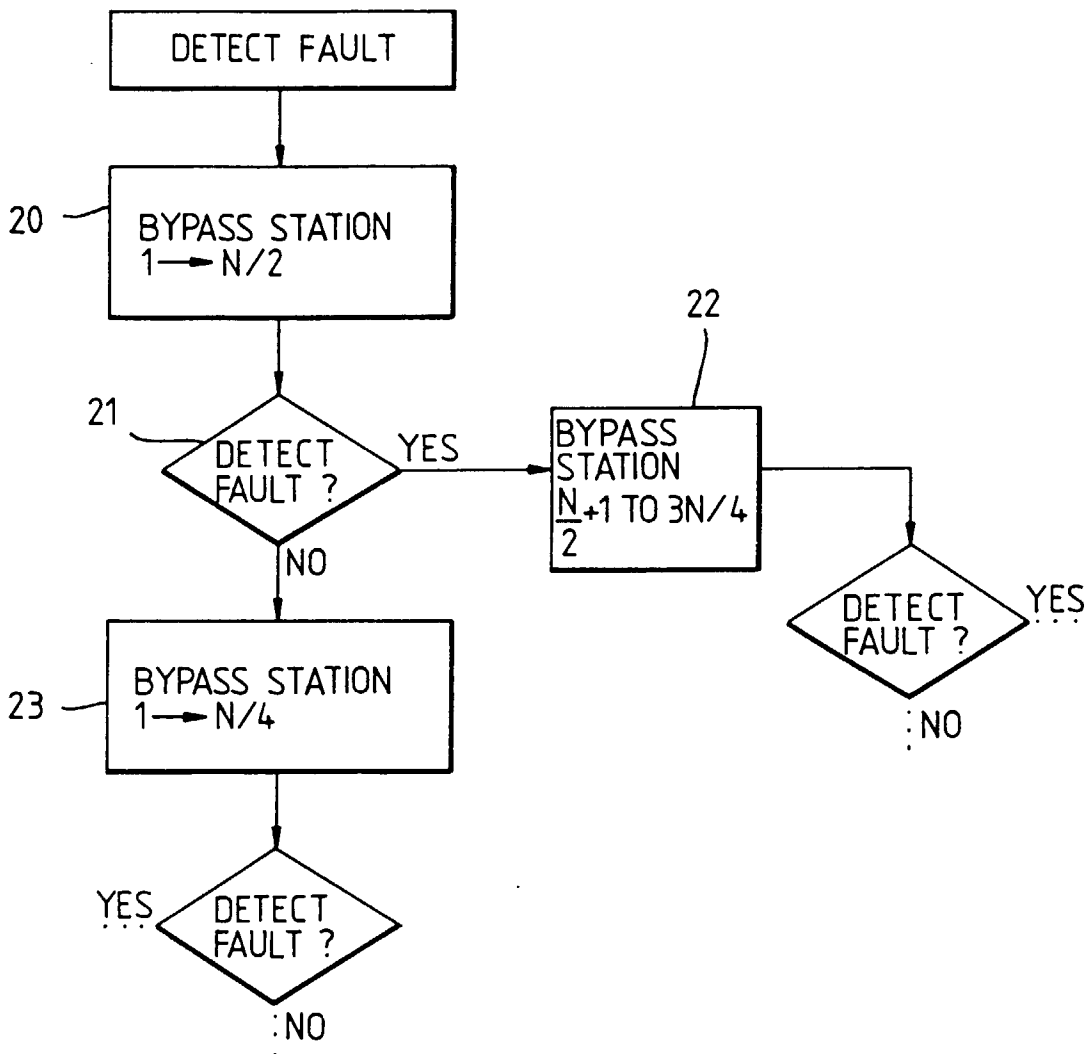 DETECT FAULT
20
BYPASS STATION
1→N/2
21
DETECT
FAULT ?
YES
NO
22
BYPASS
STATION
N/2+1 TO 3N/4
DETECT
FAULT ?
YES
NO
23
BYPASS STATION
1→N/4
DETECT
FAULT ?
YES
NO